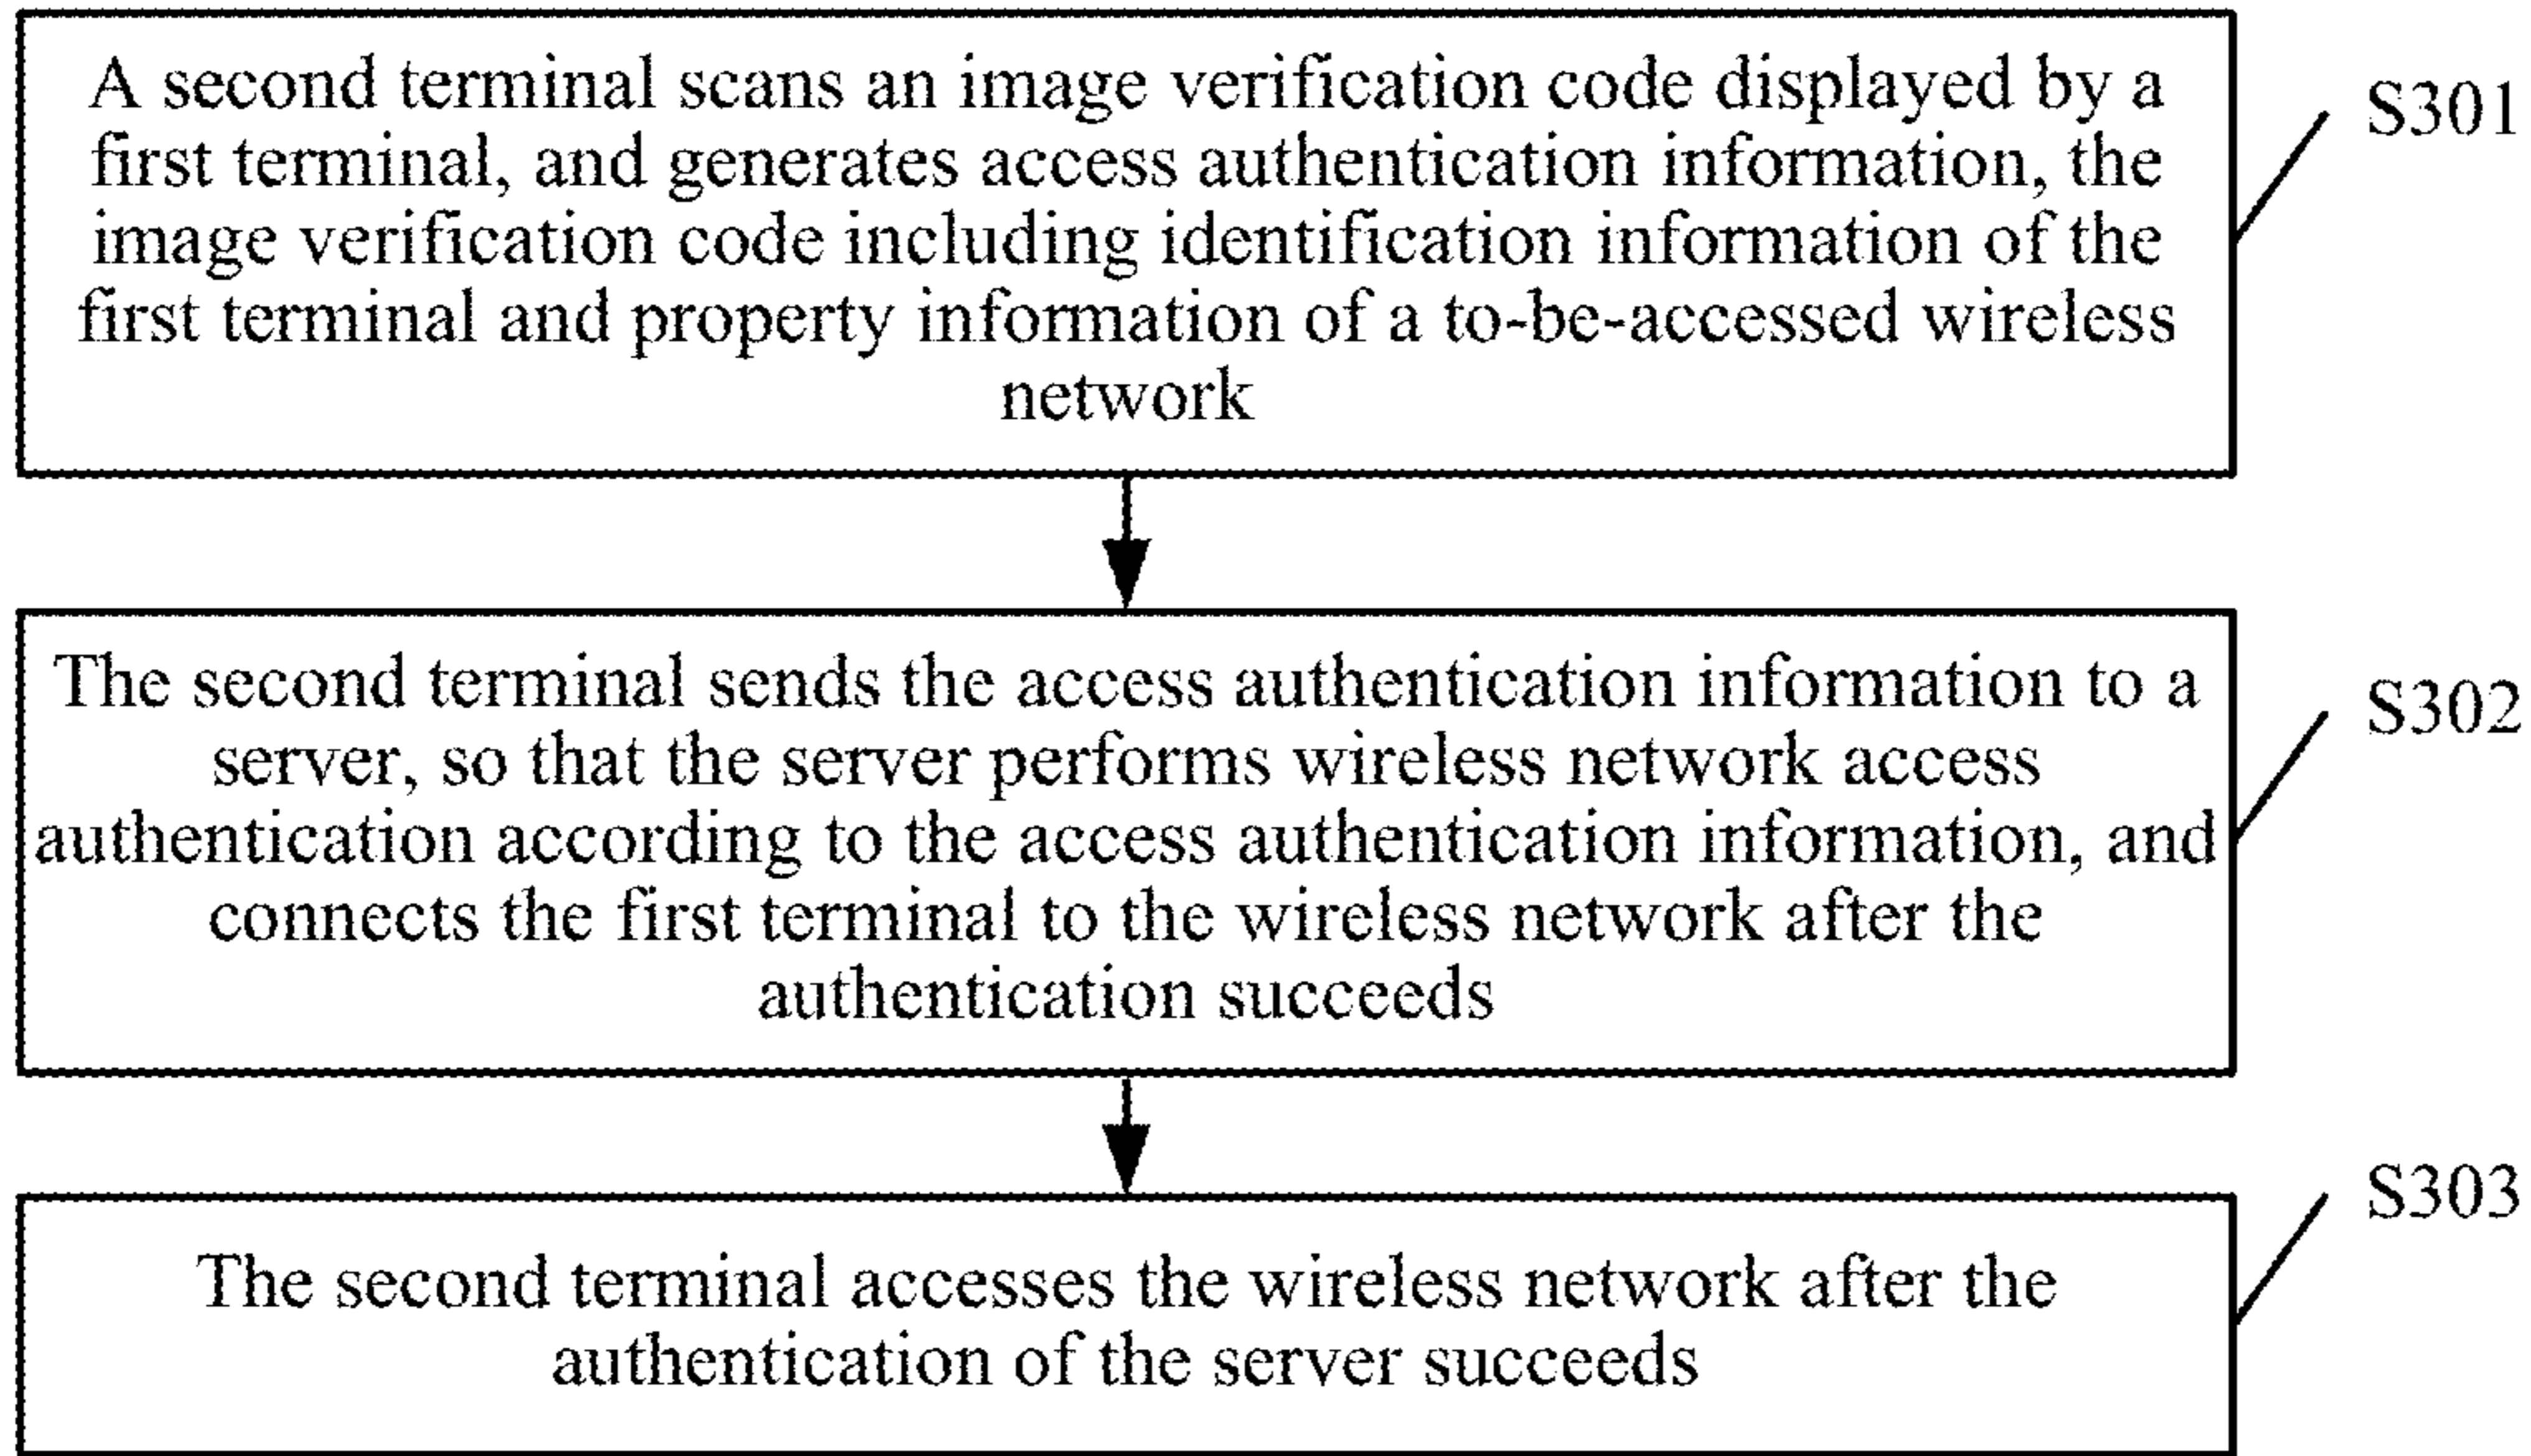 A second terminal scans an image verification code displayed by a
first terminal, and generates access authentication information, the
image verification code including identification information of the
first terminal and property information of a to-be-accessed wireless
network
S301
The second terminal sends the access authentication information to a
server, so that the server performs wireless network access
authentication according to the access authentication information, and
connects the first terminal to the wireless network after the
authentication succeeds
S302
The second terminal accesses the wireless network after the
authentication of the server succeeds
S303